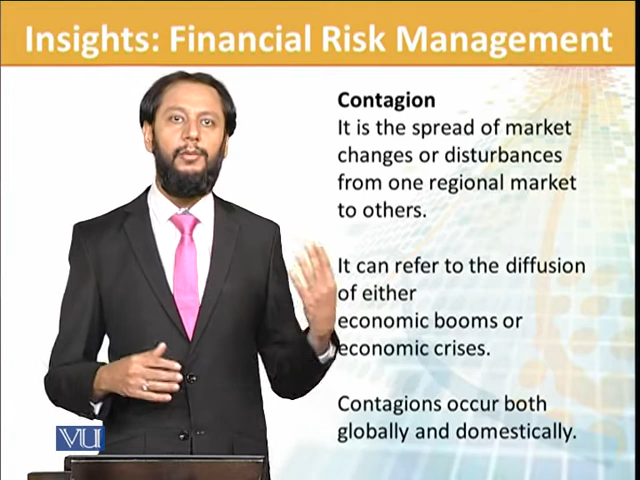 Insights: Financial Risk Management
Contagion
It is the spread of market
changes or disturbances
from one regional market
to others.
It can refer to the diffusion
of either
economic booms or
economic crises.
Contagions occur both
globally and domestically.
VU